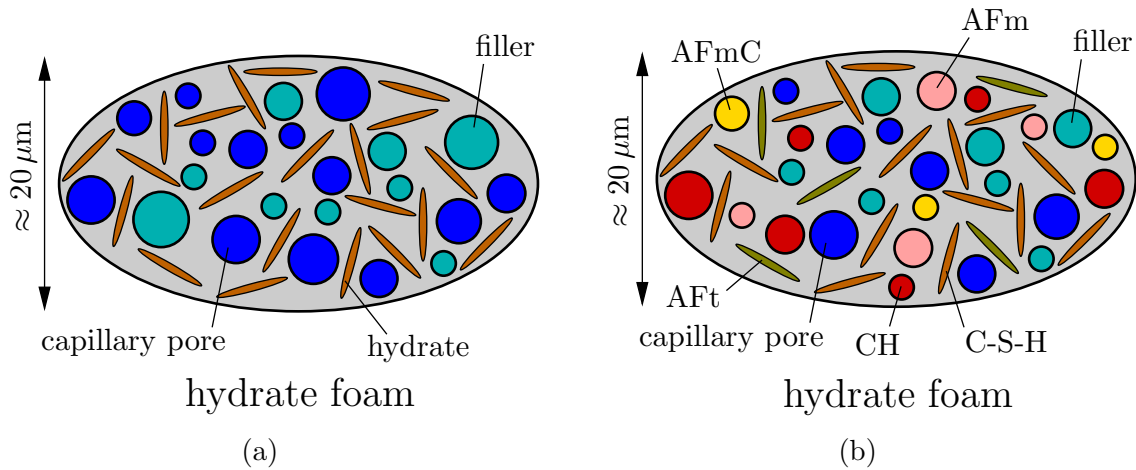 filler
≈ 20 μm
capillary pore
hydrate
hydrate foam
(a)
AFmC
AFm
filler
≈ 20 μm
AFt
capillary pore
CH
C-S-H
hydrate foam
(b)